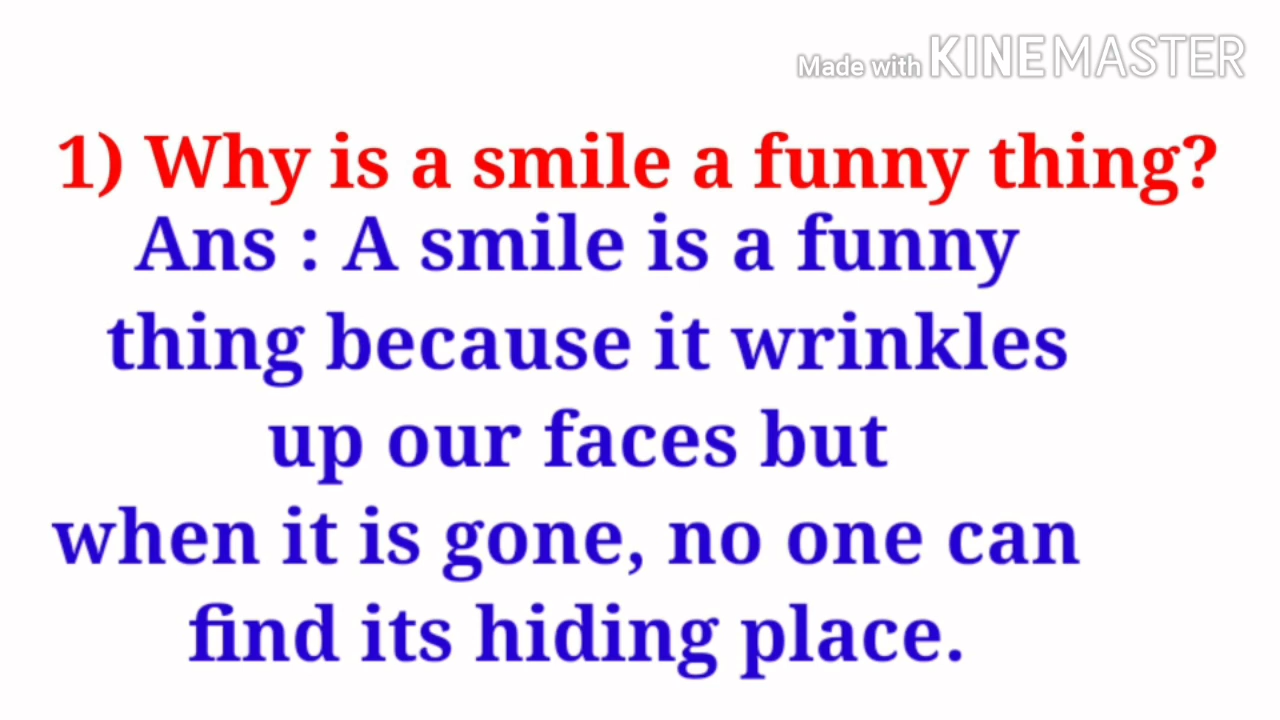 Made with KINEMASTER
1) Why is a smile a funny thing?
Ans : A smile is a funny
thing because it wrinkles
up our faces but
when it is gone, no one can
find its hiding place.